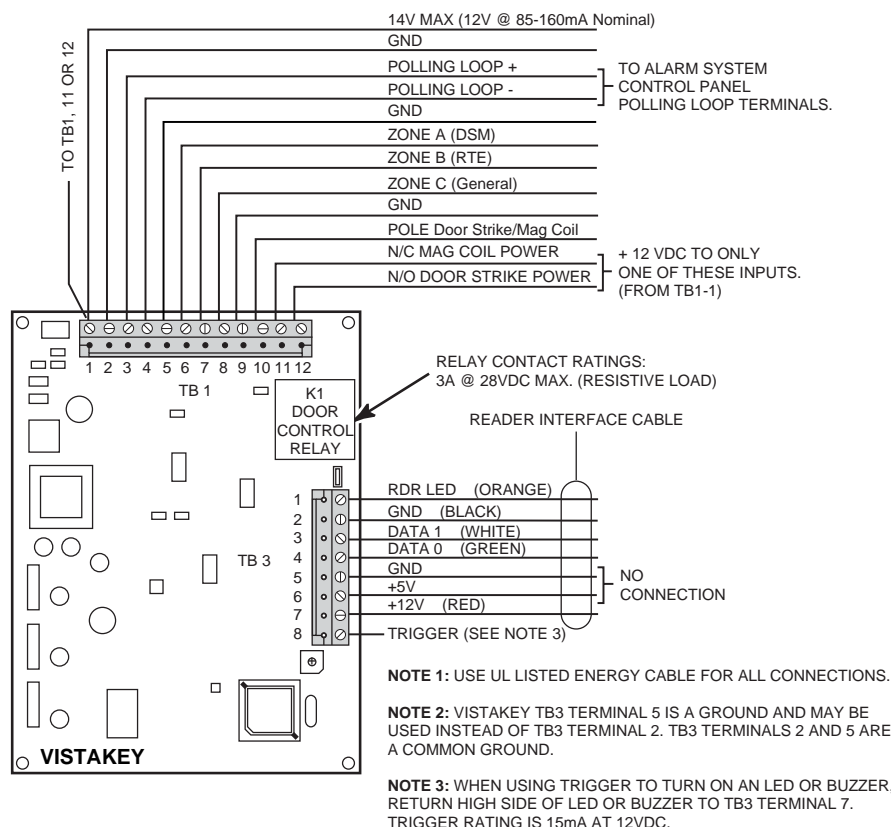 14V MAX (12V @ 85-160mA Nominal)
GND
POLLING LOOP +
POLLING LOOP -
TO ALARM SYSTEM
CONTROL PANEL
POLLING LOOP TERMINALS.
GND
ZONE A (DSM)
ZONE B (RTE)
ZONE C (General)
GND
POLE Door Strike/Mag Coil
N/C MAG COIL POWER
N/O DOOR STRIKE POWER
+ 12 VDC TO ONLY
ONE OF THESE INPUTS.
(FROM TB1-1)
TO TB1, 11 OR 12
1 2 3 4 5 6 7 8 9 10 11 12
TB 1
K1
DOOR
CONTROL
RELAY
RELAY CONTACT RATINGS:
3A @ 28VDC MAX. (RESISTIVE LOAD)
READER INTERFACE CABLE
TB 3
1 RDR LED (ORANGE)
2 GND (BLACK)
3 DATA 1 (WHITE)
4 DATA 0 (GREEN)
5 GND
6 +5V
7 +12V (RED)
8 TRIGGER (SEE NOTE 3)
NO
CONNECTION
VISTAKEY
NOTE 1: USE UL LISTED ENERGY CABLE FOR ALL CONNECTIONS.
NOTE 2: VISTAKEY TB3 TERMINAL 5 IS A GROUND AND MAY BE
USED INSTEAD OF TB3 TERMINAL 2. TB3 TERMINALS 2 AND 5 ARE
A COMMON GROUND.
NOTE 3: WHEN USING TRIGGER TO TURN ON AN LED OR BUZZER,
RETURN HIGH SIDE OF LED OR BUZZER TO TB3 TERMINAL 7.
TRIGGER RATING IS 15mA AT 12VDC.